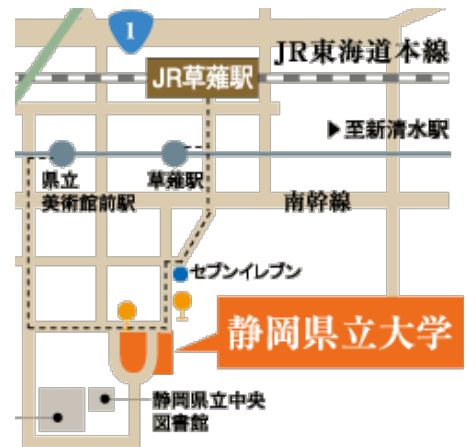 1
JR東海道本線
JR草薙駅
▶至新清水駅
県立
美術館前駅
草薙駅
南幹線
セブンイレブン
静岡県立大学
静岡県立中央
図書館